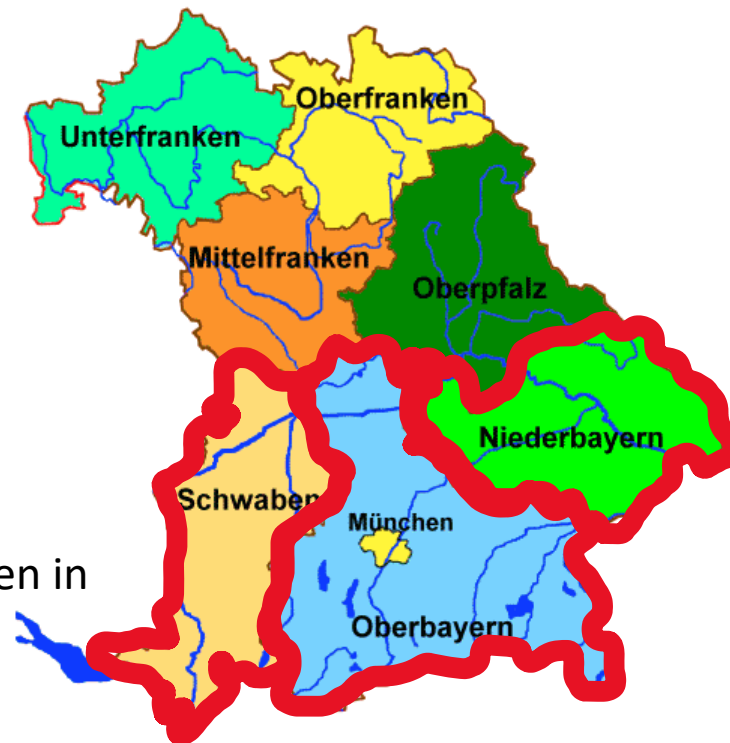 Oberfranken
Unterfranken
Mittelfranken
Oberpfalz
Niederbayern
Schwaben
München
en in
Oberbayern